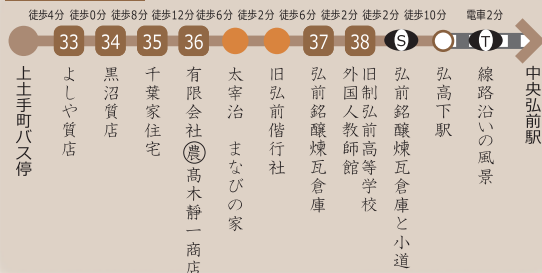 徒歩4分 徒歩0分 徒歩8分 徒歩12分 徒歩6分 徒歩2分 徒歩6分 徒歩2分 徒歩2分 徒歩10分 電車2分
33 34 35 36 37 38 S T
上土手町バス停
よしや質店
黒沼質店
千葉家住宅
有限会社㊥農髙木靜一商店
太宰治 まなびの家
旧弘前偕行社
弘前銘醸煉瓦倉庫
旧制弘前高等学校
外国人教師館
弘前銘醸煉瓦倉庫と小道
弘高下駅
線路沿いの風景
中央弘前駅